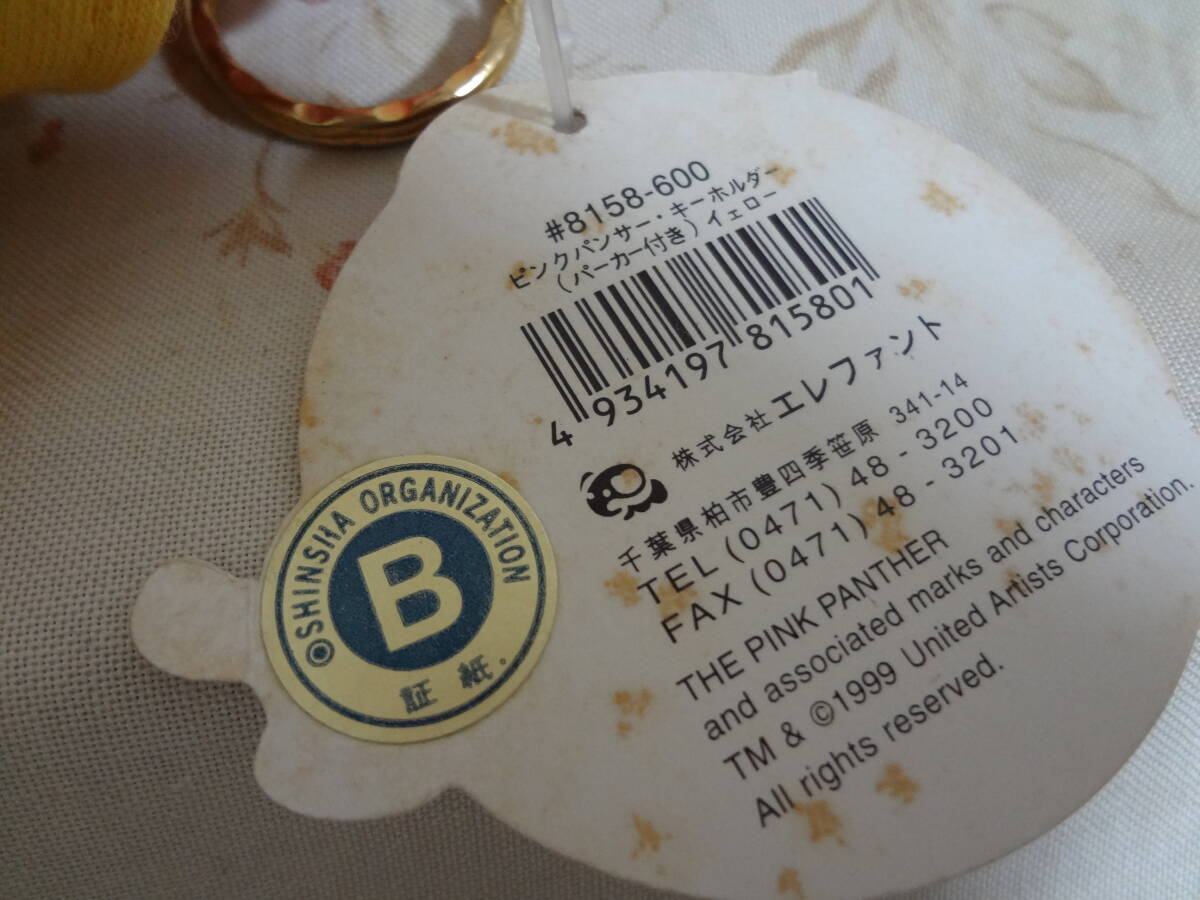 #8158-600
ピンクパンサー・キーホルダー
(パーカー付き) イェロー
4 934197 815801
株式会社 エレファント
千葉県柏市豊四季笹原 341-14
TEL (0471) 48 - 3200
FAX (0471) 48 - 3201
THE PINK PANTHER
and associated marks and characters
TM & ©1999 United Artists Corporation.
All rights reserved.
©SHINSHA ORGANIZATION
B
証紙.